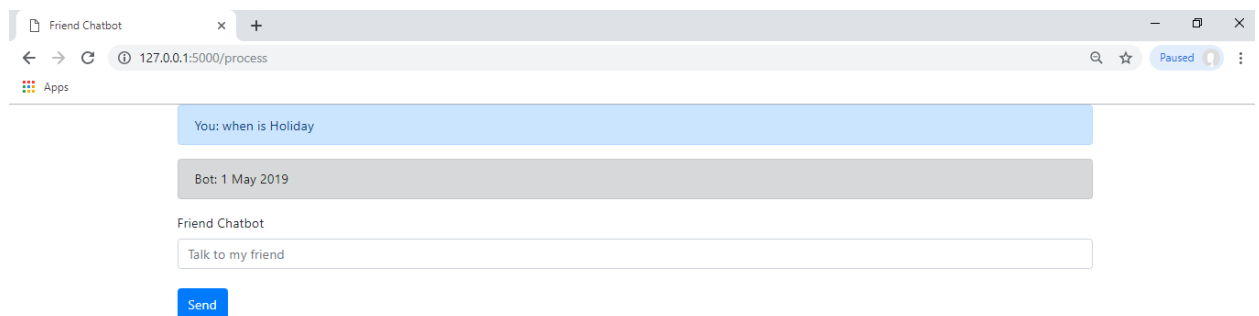 Friend Chatbot
127.0.0.1:5000/process
Paused
Apps
You: when is Holiday
Bot: 1 May 2019
Friend Chatbot
Talk to my friend
Send